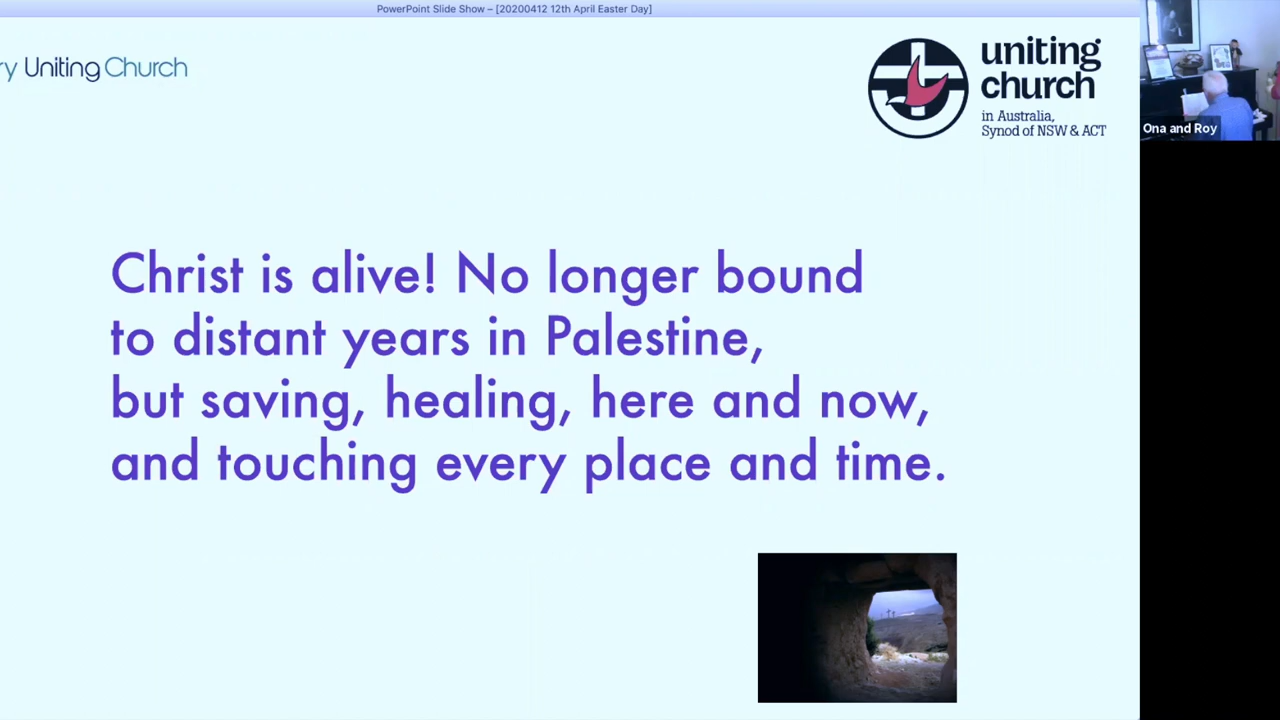 PowerPoint Slide Show – [20200412 12th April Easter Day]
Uniting Church
uniting
church
in Australia,
Synod of NSW & ACT
Ona and Roy
Christ is alive! No longer bound
to distant years in Palestine,
but saving, healing, here and now,
and touching every place and time.